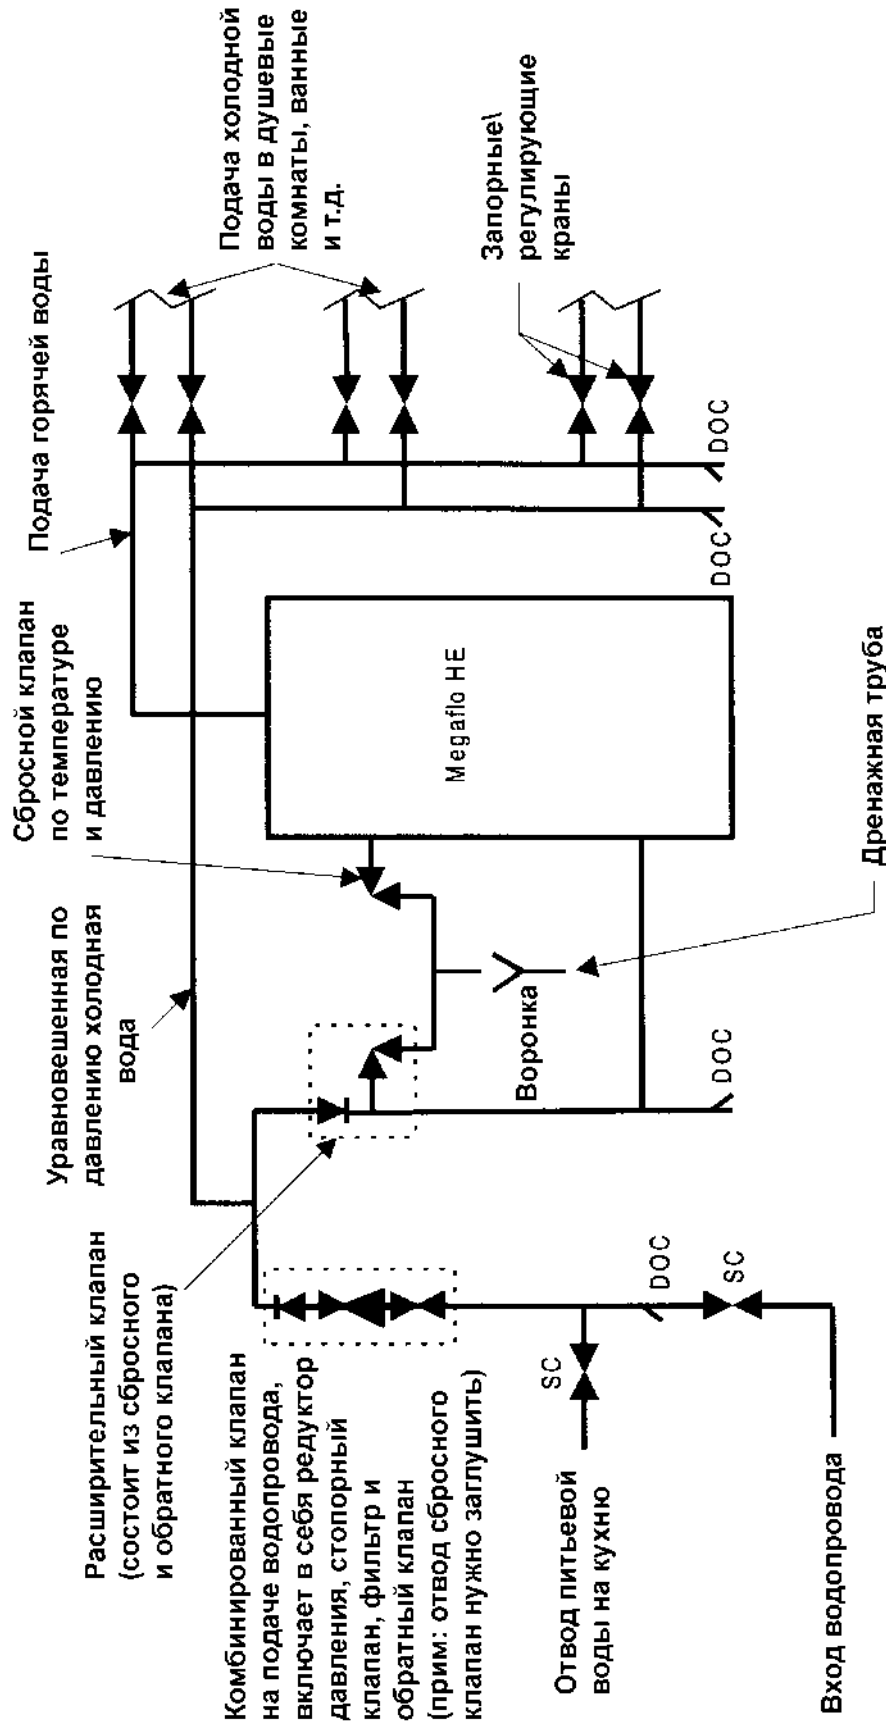 Подача холодной
воды в душевые
комнаты, ванные
и т.д.
Подача горячей воды
Запорные\
регулирующие
краны
Сбросной клапан
по температуре
и давлению
Уравновешенная по
давлению холодная
вода
Расширительный клапан
(состоит из сбросного
и обратного клапана)
Комбинированный клапан
на подаче водопровода,
включает в себя редуктор
давления, стопорный
клапан, фильтр и
обратный клапан
(прим: отвод сбросного
клапан нужно заглушить)
Отвод питьевой
воды на кухню
Вход водопровода
SC
DOC
SC
DOC
Воронка
Дренажная труба
Megaflo HE
DOC
DOC